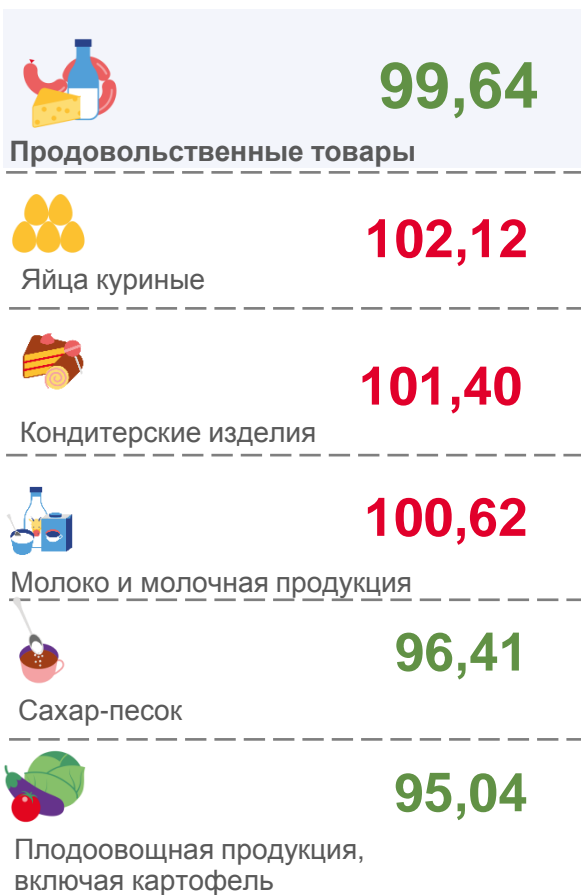 99,64
Продовольственные товары
102,12
Яйца куриные
101,40
Кондитерские изделия
100,62
Молоко и молочная продукция
96,41
Сахар-песок
95,04
Плодоовощная продукция,
включая картофель